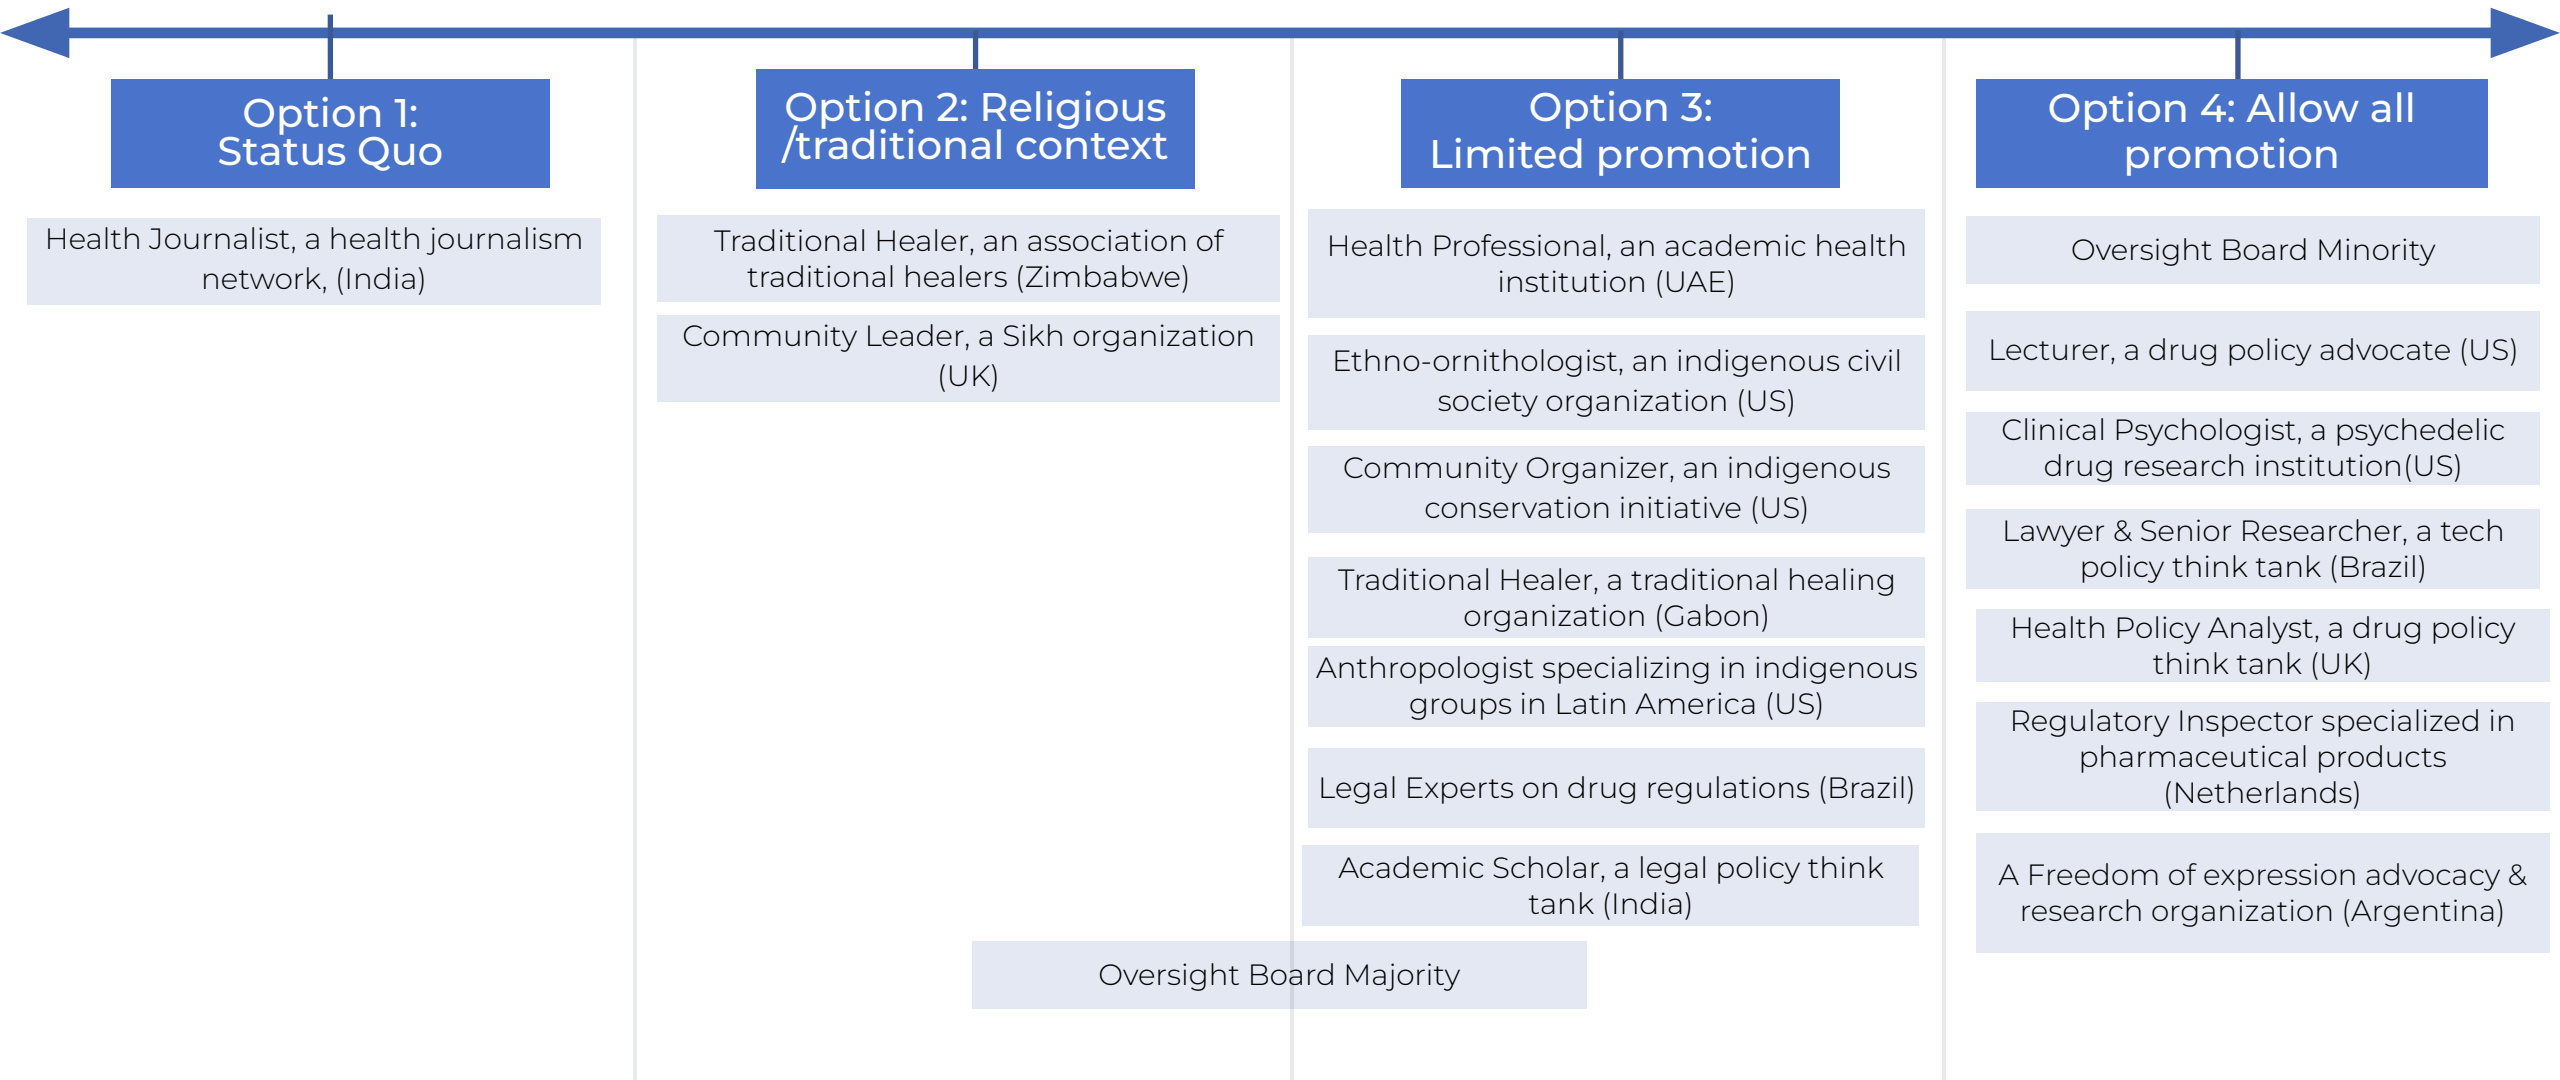 Option 1:
Status Quo
Health Journalist, a health journalism
network, (India)
Option 2: Religious
/traditional context
Traditional Healer, an association of
traditional healers (Zimbabwe)
Community Leader, a Sikh organization
(UK)
Option 3:
Limited promotion
Health Professional, an academic health
institution (UAE)
Ethno-ornithologist, an indigenous civil
society organization (US)
Community Organizer, an indigenous
conservation initiative (US)
Traditional Healer, a traditional healing
organization (Gabon)
Anthropologist specializing in indigenous
groups in Latin America (US)
Legal Experts on drug regulations (Brazil)
Academic Scholar, a legal policy think
tank (India)
Oversight Board Majority
Option 4: Allow all
promotion
Oversight Board Minority
Lecturer, a drug policy advocate (US)
Clinical Psychologist, a psychedelic
drug research institution(US)
Lawyer & Senior Researcher, a tech
policy think tank (Brazil)
Health Policy Analyst, a drug policy
think tank (UK)
Regulatory Inspector specialized in
pharmaceutical products
(Netherlands)
A Freedom of expression advocacy &
research organization (Argentina)